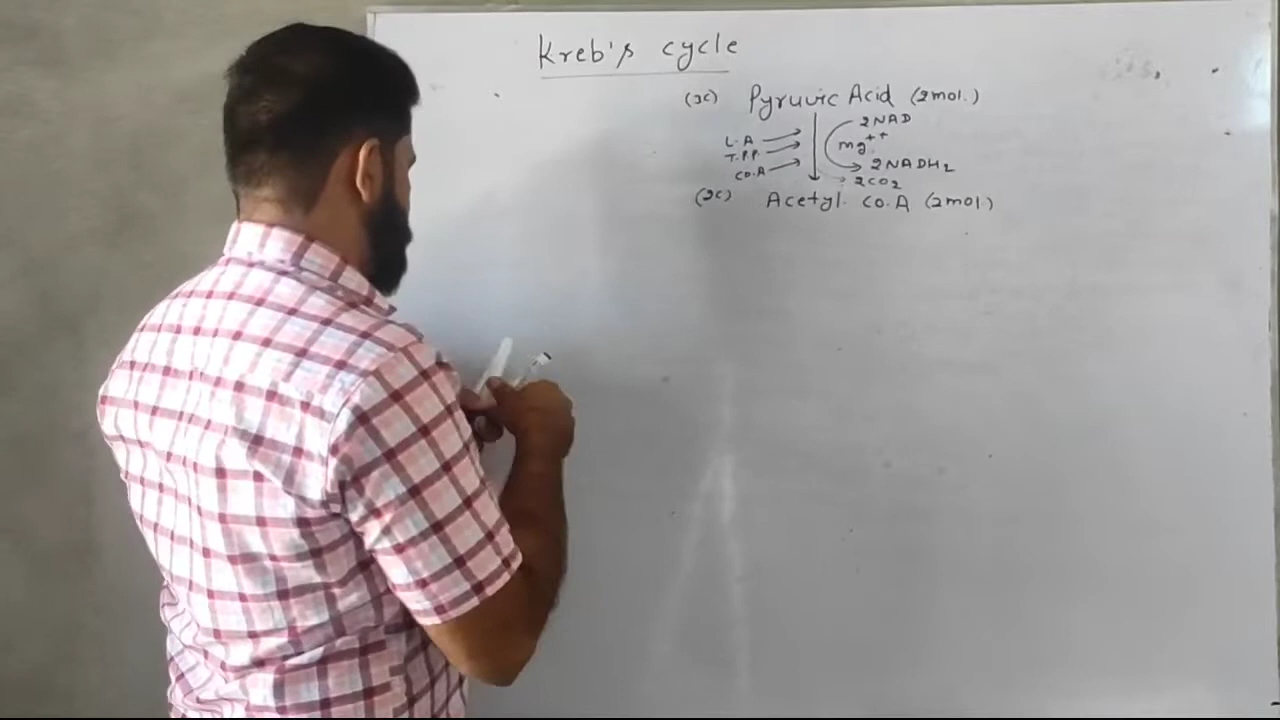 Kreb's cycle
(3C) Pyruvic Acid (2mol.)
2NAD
L.A
mg++
T.P.P.
2NADH2
CO.A
2CO2
(2C) Acetyl. CO.A (2mol.)